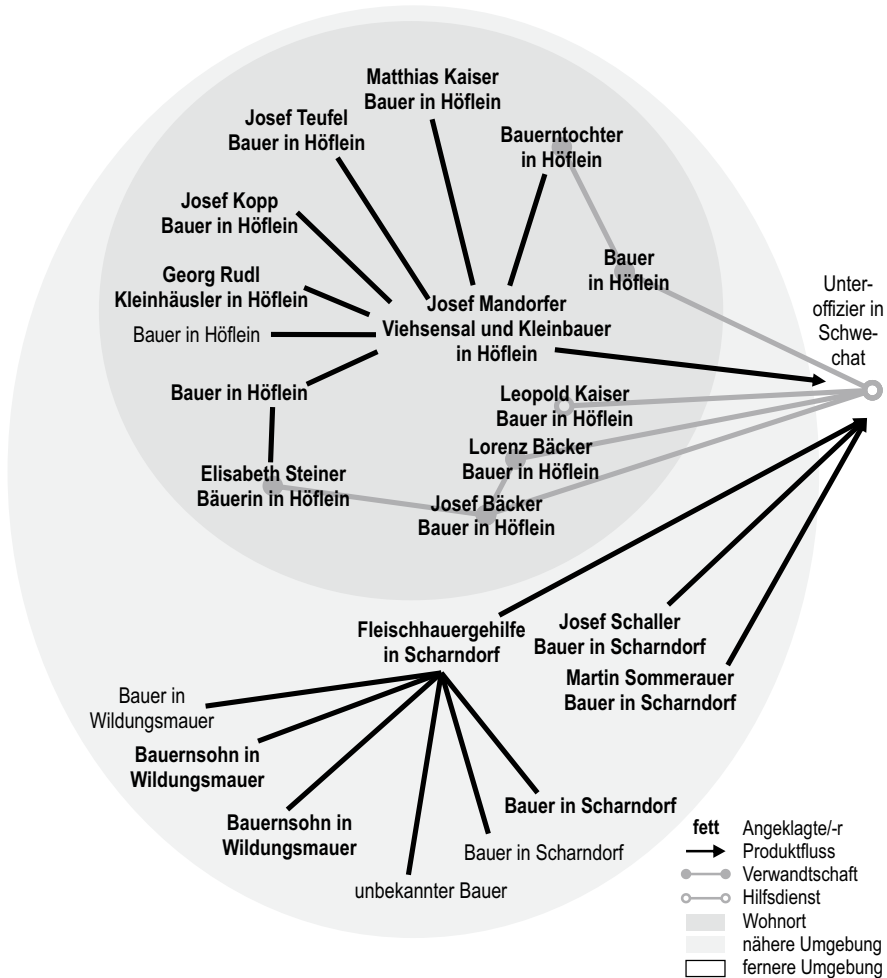 Matthias Kaiser
Bauer in Höflein
Josef Teufel
Bauer in Höflein
Bauerntochter
in Höflein
Josef Kopp
Bauer in Höflein
Bauer
in Höflein
Georg Rudl
Kleinhäusler in Höflein
Josef Mandorfer
Viehsensal und Kleinbauer
in Höflein
Unter-
offizier in
Schwe-
chat
Bauer in Höflein
Bauer in Höflein
Leopold Kaiser
Bauer in Höflein
Lorenz Bäcker
Bauer in Höflein
Elisabeth Steiner
Bäuerin in Höflein
Josef Bäcker
Bauer in Höflein
Fleischhauergehilfe
in Scharndorf
Josef Schaller
Bauer in Scharndorf
Martin Sommerauer
Bauer in Scharndorf
Bauer in
Wildungsmauer
Bauernsohn in
Wildungsmauer
Bauernsohn in
Wildungsmauer
Bauer in Scharndorf
Bauer in Scharndorf
unbekannter Bauer
fett Angeklagte/-r
Produktfluss
Verwandtschaft
Hilfsdienst
Wohnort
nähere Umgebung
fernere Umgebung